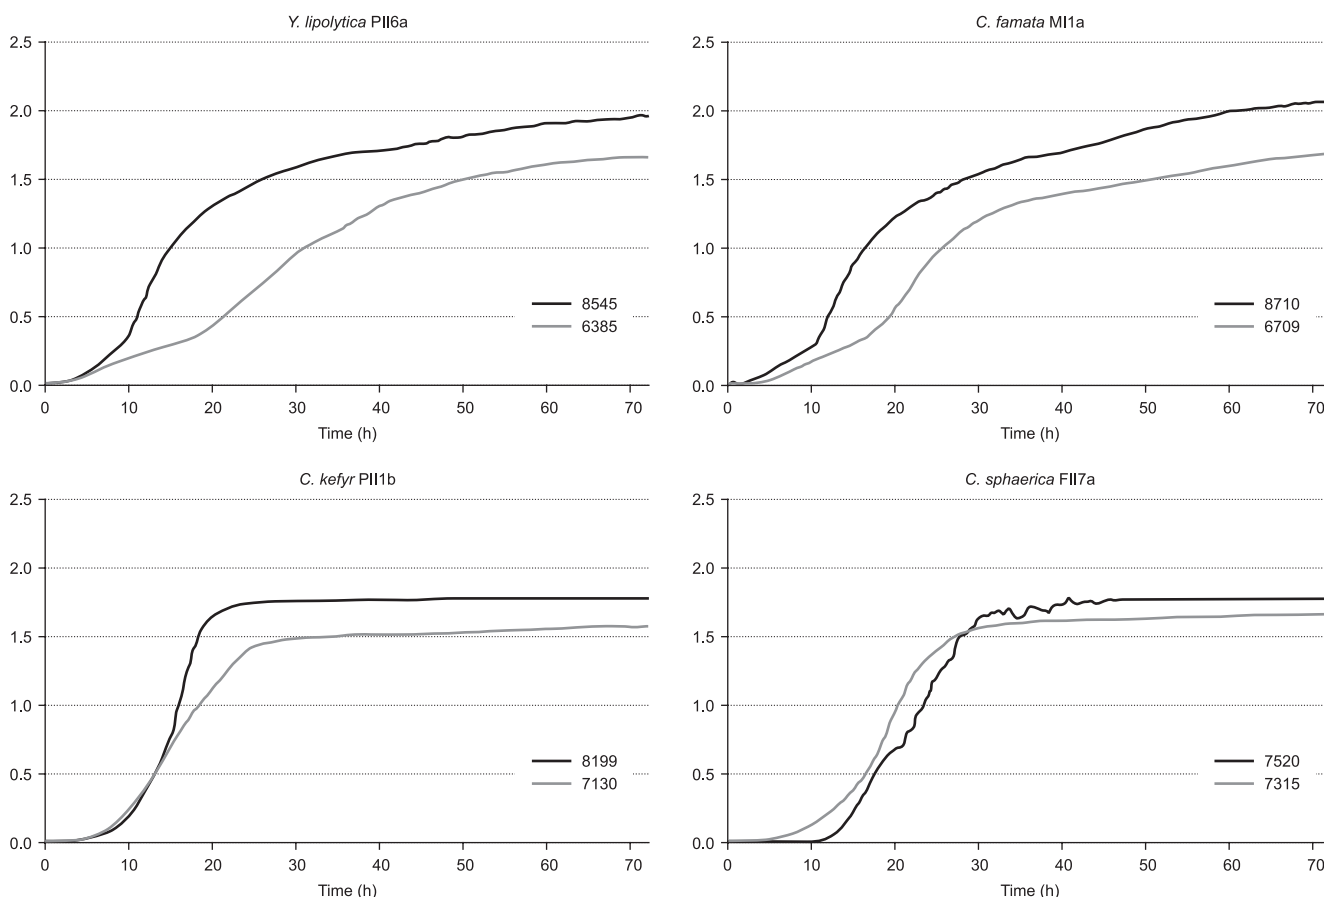 Y. lipolytica PII6a
2.5
2.0
1.5
1.0
0.5
0.0
8545
6385
0 10 20 30 40 50 60 70
Time (h)
C. famata MI1a
2.5
2.0
1.5
1.0
0.5
0.0
8710
6709
0 10 20 30 40 50 60 70
Time (h)
C. kefyr PII1b
2.5
2.0
1.5
1.0
0.5
0.0
8199
7130
0 10 20 30 40 50 60 70
Time (h)
C. sphaerica FII7a
2.5
2.0
1.5
1.0
0.5
0.0
7520
7315
0 10 20 30 40 50 60 70
Time (h)